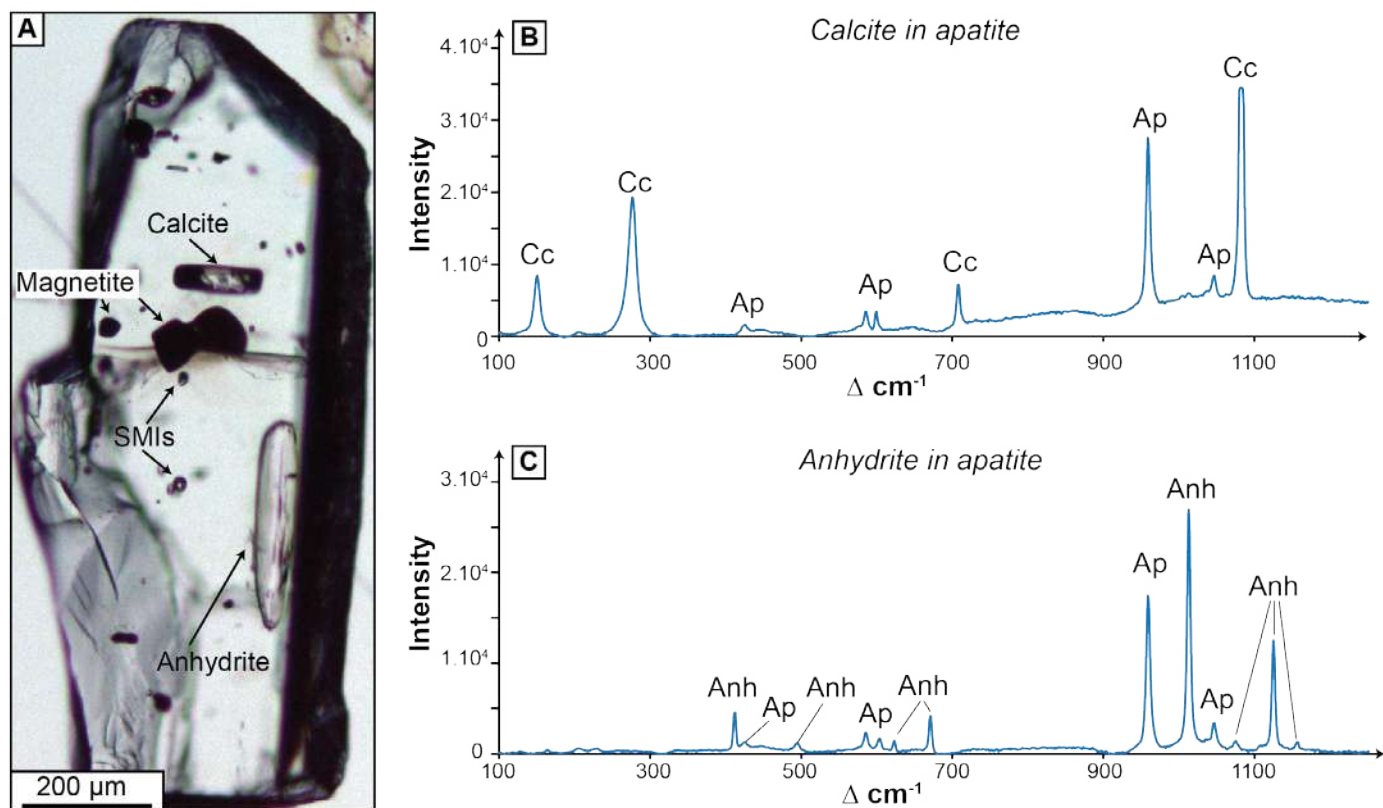 A
Calcite
Magnetite
SMIs
Anhydrite
200 µm
B
Calcite in apatite
Intensity
4.10⁴
3.10⁴
2.10⁴
1.10⁴
0
Cc
Cc
Ap
Ap
Cc
Ap
Ap
Cc
100 300 500 700 900 1100
Δ cm⁻¹
C
Anhydrite in apatite
Intensity
3.10⁴
2.10⁴
1.10⁴
0
Anh
Ap
Anh
Ap
Anh
Ap
Anh
Ap
Anh
100 300 500 700 900 1100
Δ cm⁻¹